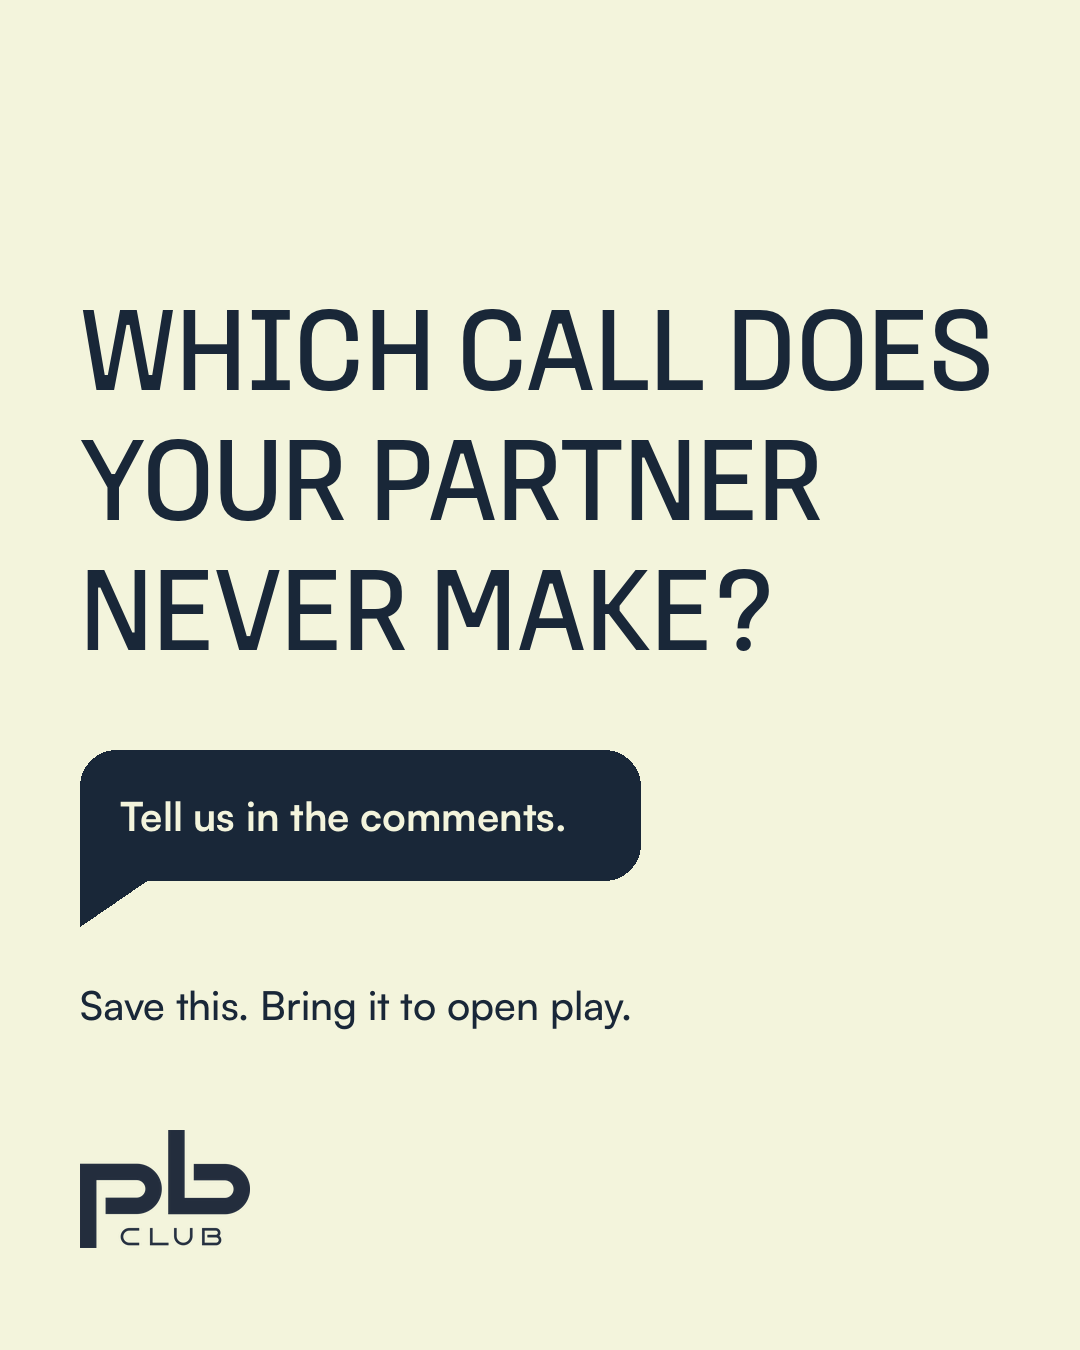 WHICH CALL DOES
YOUR PARTNER
NEVER MAKE?
Tell us in the comments.
Save this. Bring it to open play.
pb
CLUB